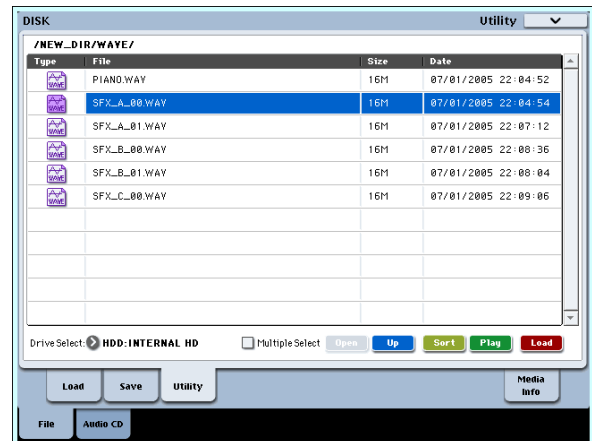 DISK Utility
/NEW_DIR/WAVE/
Type File Size Date
WAVE PIANO.WAV 16M 07/01/2005 22:04:52
WAVE SFX_A_00.WAV 16M 07/01/2005 22:04:54
WAVE SFX_A_01.WAV 16M 07/01/2005 22:07:12
WAVE SFX_B_00.WAV 16M 07/01/2005 22:08:36
WAVE SFX_B_01.WAV 16M 07/01/2005 22:08:04
WAVE SFX_C_00.WAV 16M 07/01/2005 22:09:06
Drive Select: HDD:INTERNAL HD Multiple Select Open Up Sort Play Load
Load Save Utility Media Info
File Audio CD